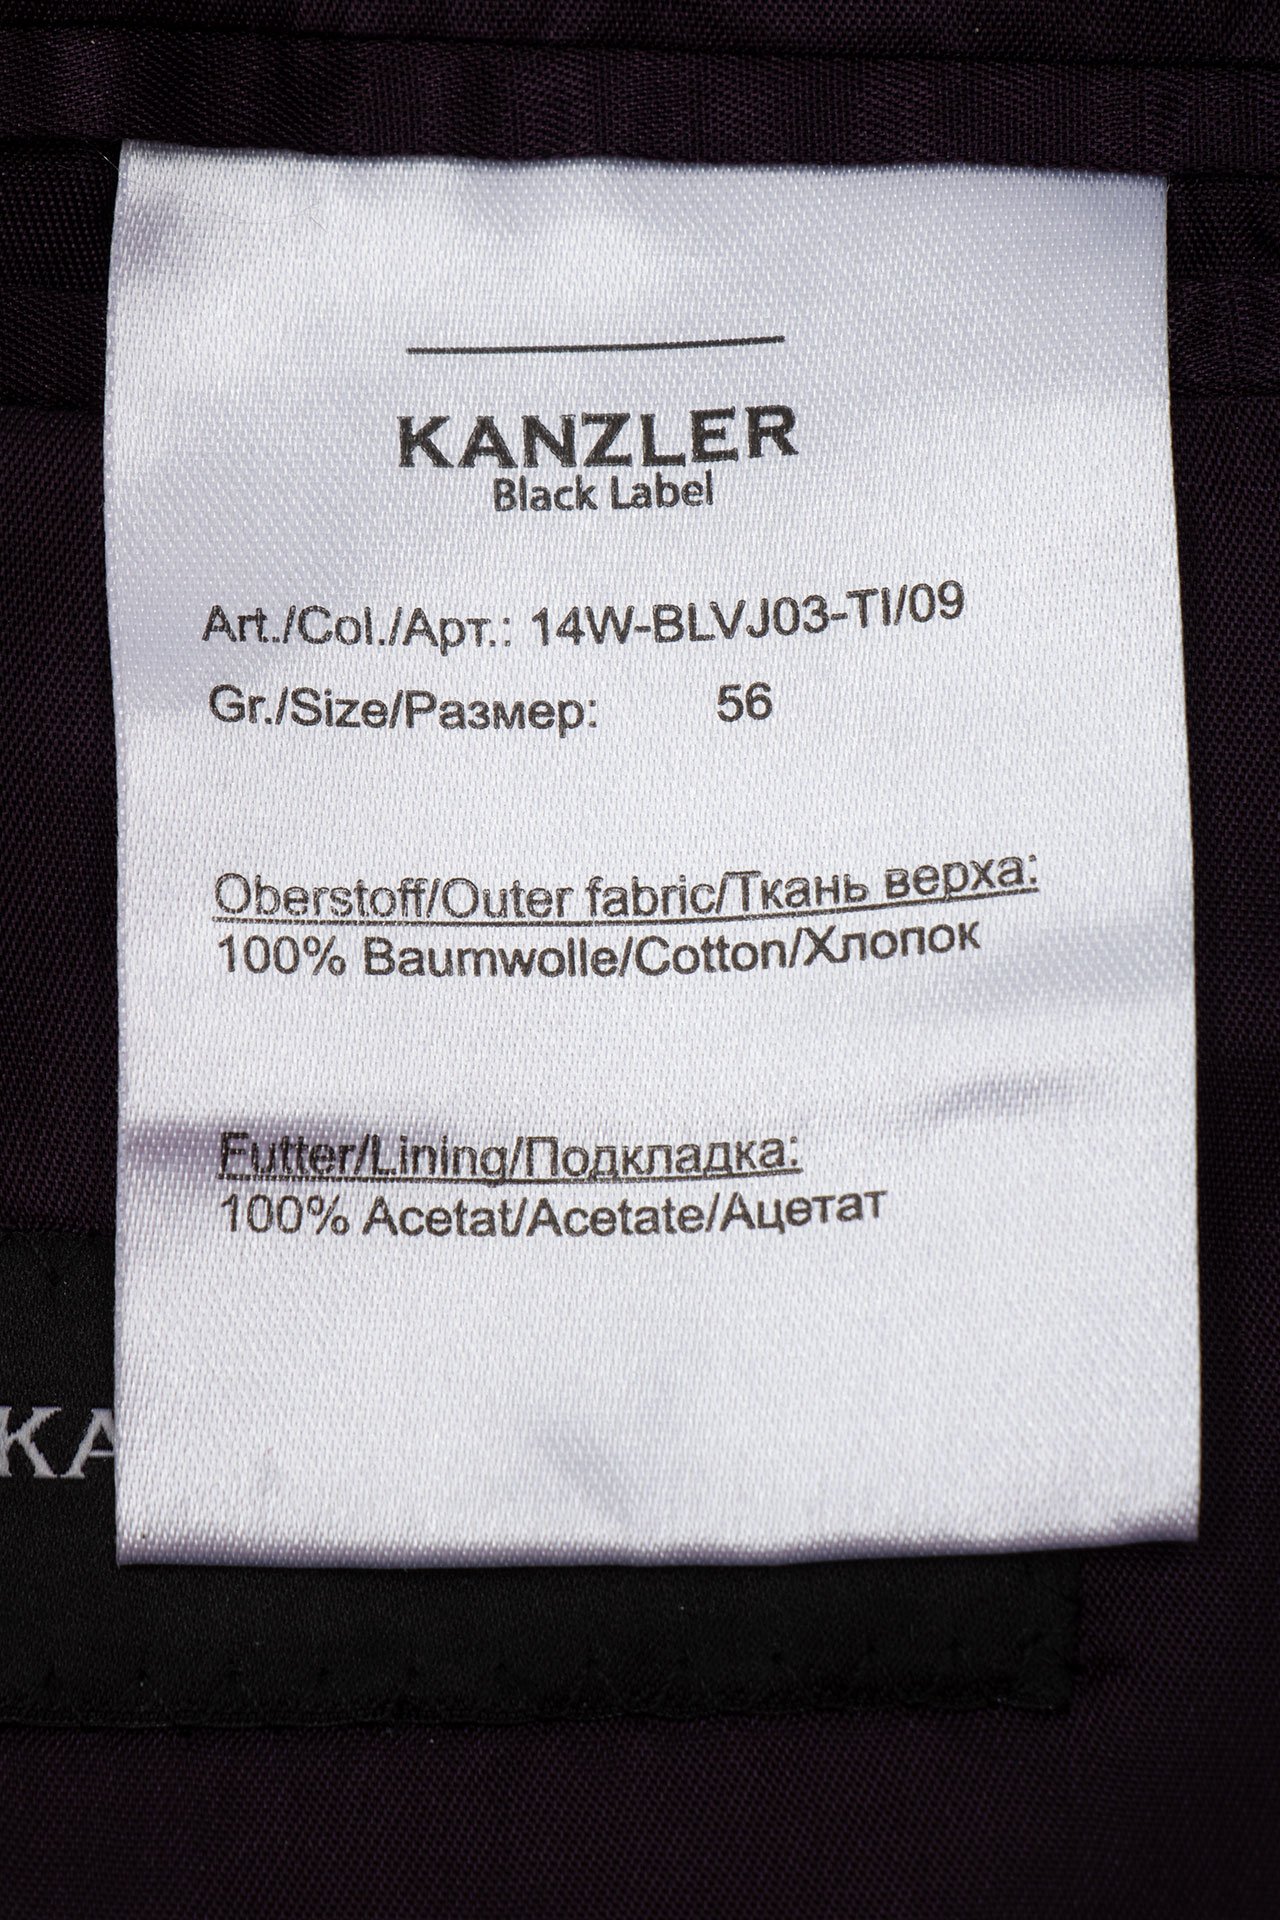 KANZLER
Black Label
Art./Col./Арт.: 14W-BLVJ03-TI/09
Gr./Size/Размер: 56
Oberstoff/Outer fabric/Ткань верха:
100% Baumwolle/Cotton/Хлопок
Futter/Lining/Подкладка:
100% Acetat/Acetate/Ацетат
KA